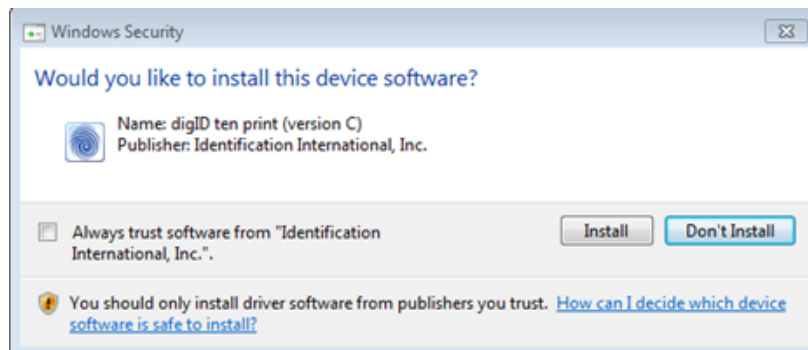 Windows Security
Would you like to install this device software?
Name: digID ten print (version C)
Publisher: Identification International, Inc.
Always trust software from "Identification
International, Inc.".
Install
Don't Install
You should only install driver software from publishers you trust. How can I decide which device
software is safe to install?